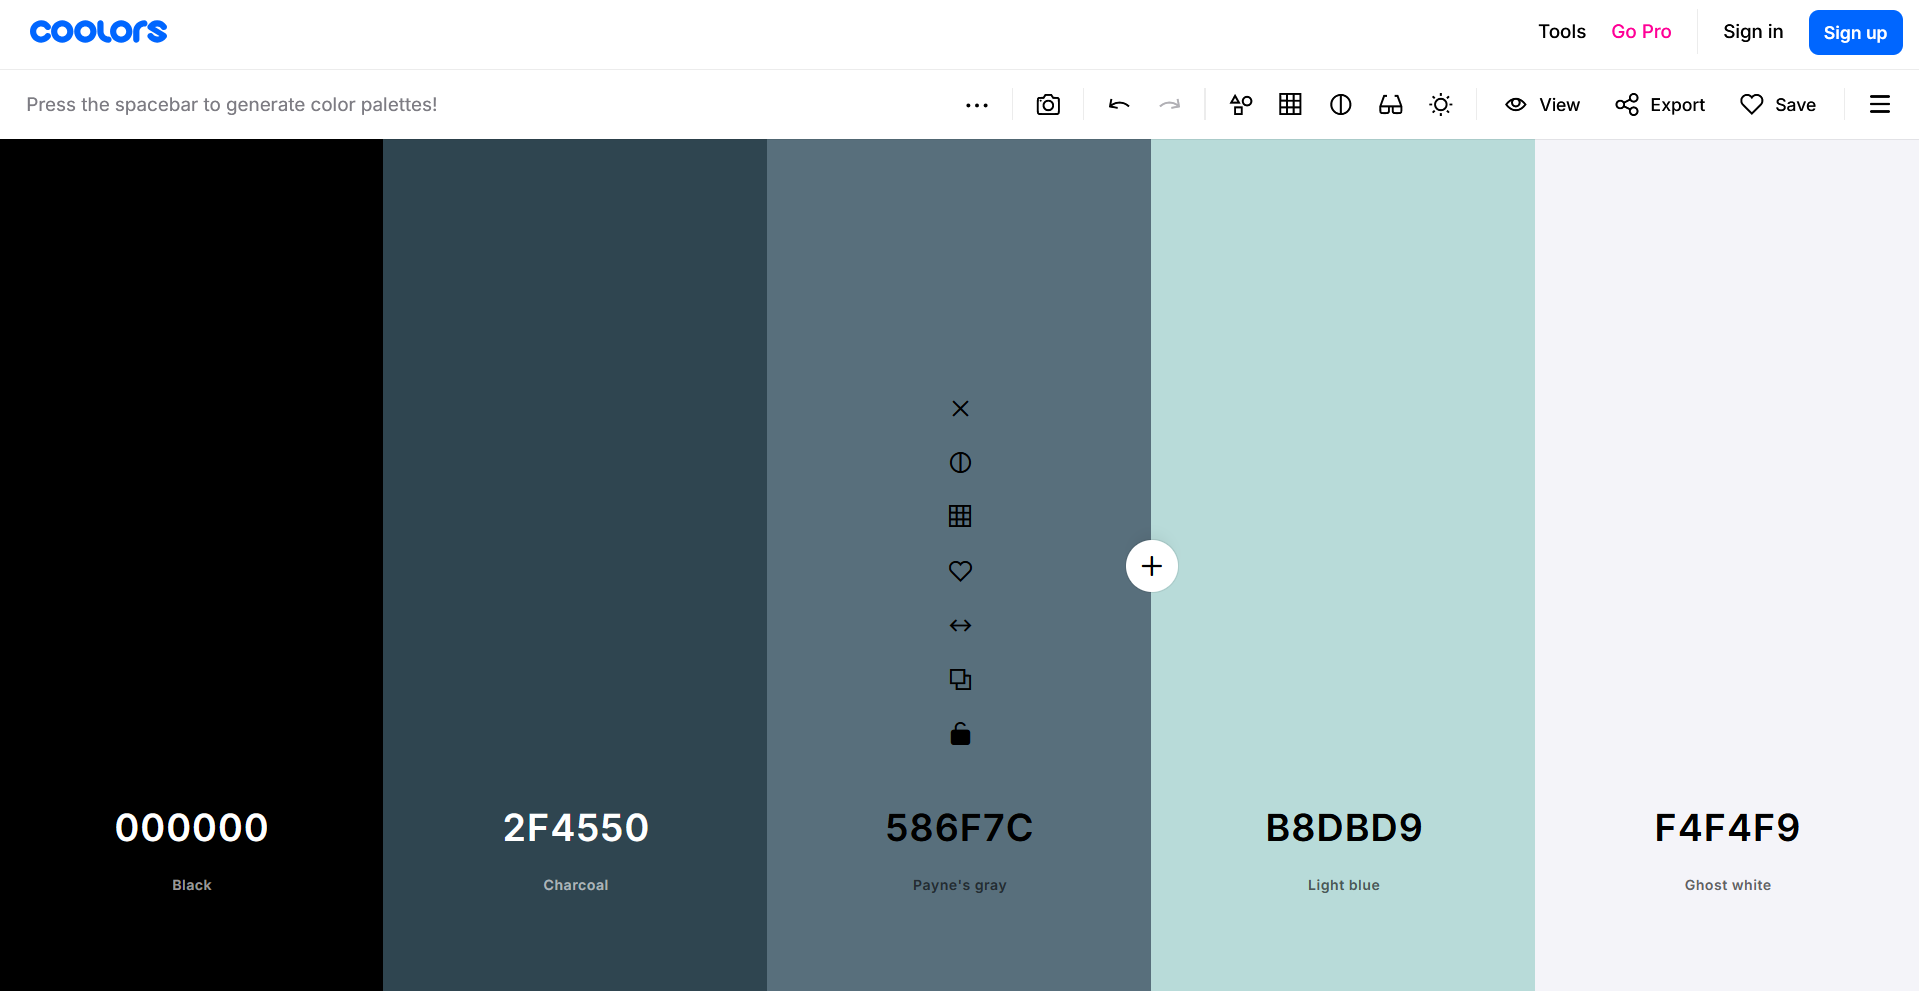 coolors
Tools Go Pro Sign in Sign up
Press the spacebar to generate color palettes! View Export Save
000000 2F4550 586F7C B8DBD9 F4F4F9
Black Charcoal Payne's gray Light blue Ghost white